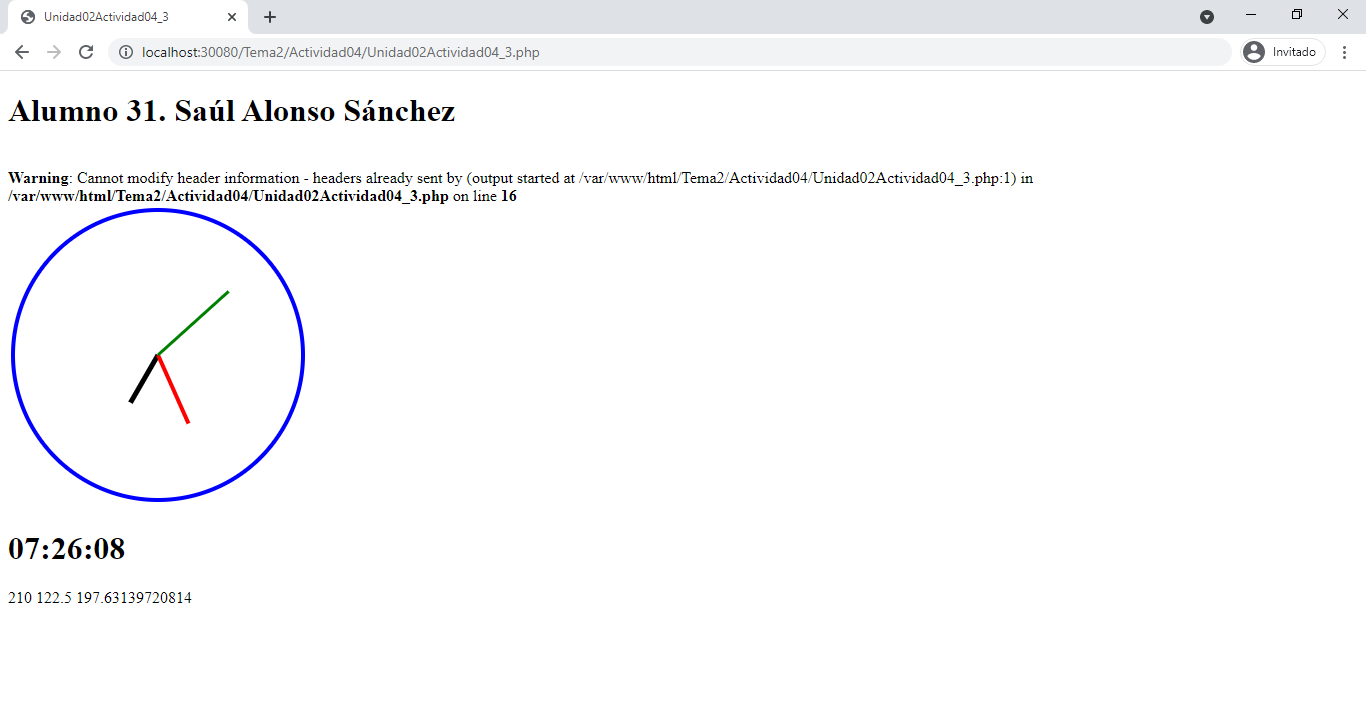 Unidad02Actividad04_3
localhost:30080/Tema2/Actividad04/Unidad02Actividad04_3.php
Invitado
Alumno 31. Saúl Alonso Sánchez
Warning: Cannot modify header information - headers already sent by (output started at /var/www/html/Tema2/Actividad04/Unidad02Actividad04_3.php:1) in
/var/www/html/Tema2/Actividad04/Unidad02Actividad04_3.php on line 16
07:26:08
210 122.5 197.63139720814